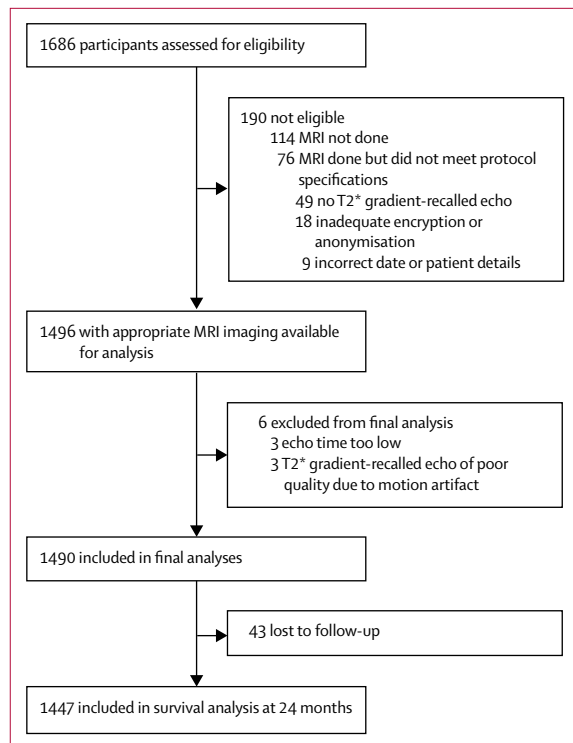 1686 participants assessed for eligibility
190 not eligible
114 MRI not done
76 MRI done but did not meet protocol
specifications
49 no T2* gradient-recalled echo
18 inadequate encryption or
anonymisation
9 incorrect date or patient details
1496 with appropriate MRI imaging available
for analysis
6 excluded from final analysis
3 echo time too low
3 T2* gradient-recalled echo of poor
quality due to motion artifact
1490 included in final analyses
43 lost to follow-up
1447 included in survival analysis at 24 months